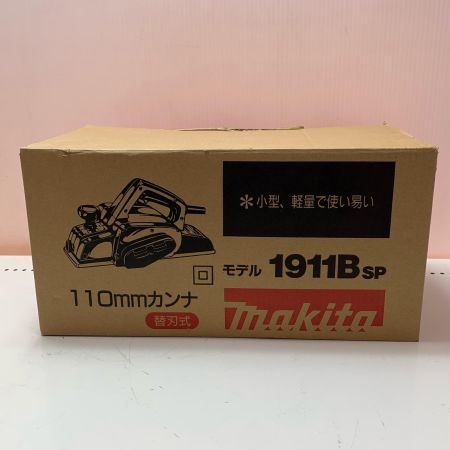 ＊小型、軽量で使い易い
モデル 1911B SP
110mmカンナ
替刃式
makita